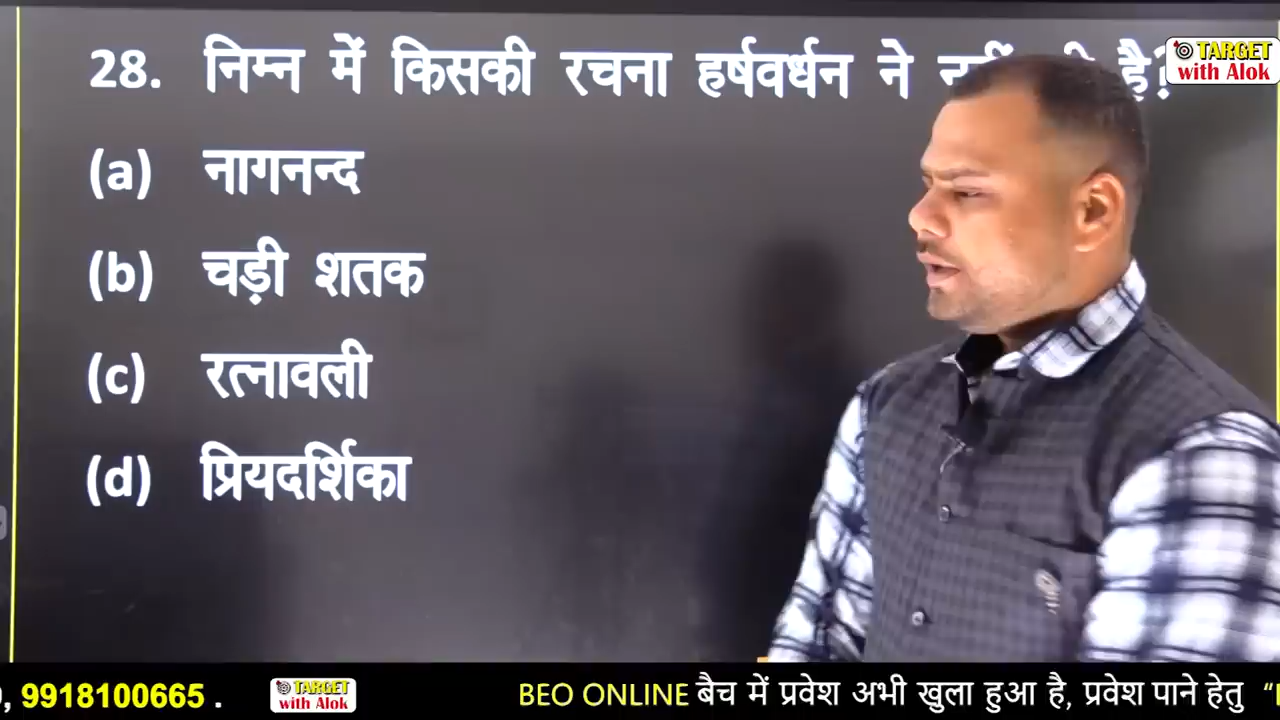 28. निम्न में किसकी रचना हर्षवर्धन ने है?
(a) नागनन्द
(b) चड़ी शतक
(c) रत्नावली
(d) प्रियदर्शिका
TARGET
with Alok
, 9918100665 .
TARGET
with Alok
BEO ONLINE बैच में प्रवेश अभी खुला हुआ है, प्रवेश पाने हेतु